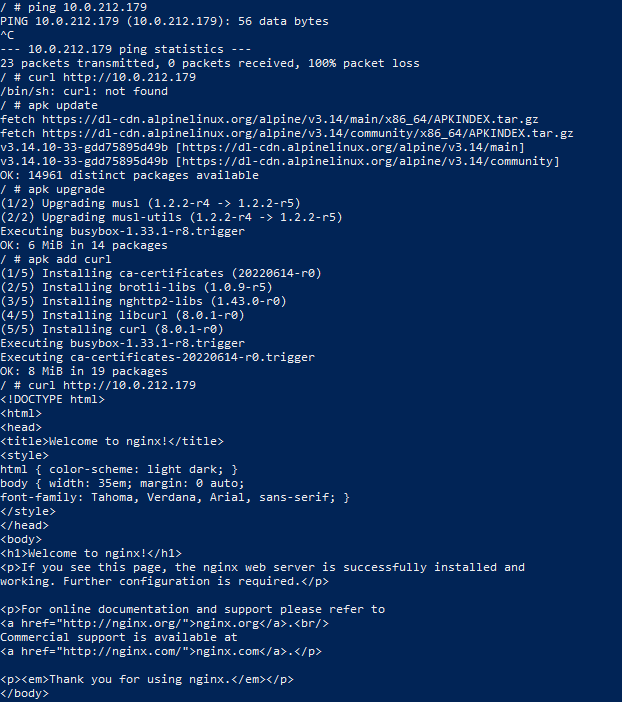 / # ping 10.0.212.179
PING 10.0.212.179 (10.0.212.179): 56 data bytes
^C
--- 10.0.212.179 ping statistics ---
23 packets transmitted, 0 packets received, 100% packet loss
/ # curl http://10.0.212.179
/bin/sh: curl: not found
/ # apk update
fetch https://dl-cdn.alpinelinux.org/alpine/v3.14/main/x86_64/APKINDEX.tar.gz
fetch https://dl-cdn.alpinelinux.org/alpine/v3.14/community/x86_64/APKINDEX.tar.gz
v3.14.10-33-gdd75895d49b [https://dl-cdn.alpinelinux.org/alpine/v3.14/main]
v3.14.10-33-gdd75895d49b [https://dl-cdn.alpinelinux.org/alpine/v3.14/community]
OK: 14961 distinct packages available
/ # apk upgrade
(1/2) Upgrading musl (1.2.2-r4 -> 1.2.2-r5)
(2/2) Upgrading musl-utils (1.2.2-r4 -> 1.2.2-r5)
Executing busybox-1.33.1-r8.trigger
OK: 6 MiB in 14 packages
/ # apk add curl
(1/5) Installing ca-certificates (20220614-r0)
(2/5) Installing brotli-libs (1.0.9-r5)
(3/5) Installing nghttp2-libs (1.43.0-r0)
(4/5) Installing libcurl (8.0.1-r0)
(5/5) Installing curl (8.0.1-r0)
Executing busybox-1.33.1-r8.trigger
Executing ca-certificates-20220614-r0.trigger
OK: 8 MiB in 19 packages
/ # curl http://10.0.212.179
<!DOCTYPE html>
<html>
<head>
<title>Welcome to nginx!</title>
<style>
html { color-scheme: light dark; }
body { width: 35em; margin: 0 auto;
font-family: Tahoma, Verdana, Arial, sans-serif; }
</style>
</head>
<body>
<h1>Welcome to nginx!</h1>
<p>If you see this page, the nginx web server is successfully installed and
working. Further configuration is required.</p>

<p>For online documentation and support please refer to
<a href="http://nginx.org/">nginx.org</a>.<br/>
Commercial support is available at
<a href="http://nginx.com/">nginx.com</a>.</p>

<p><em>Thank you for using nginx.</em></p>
</body>